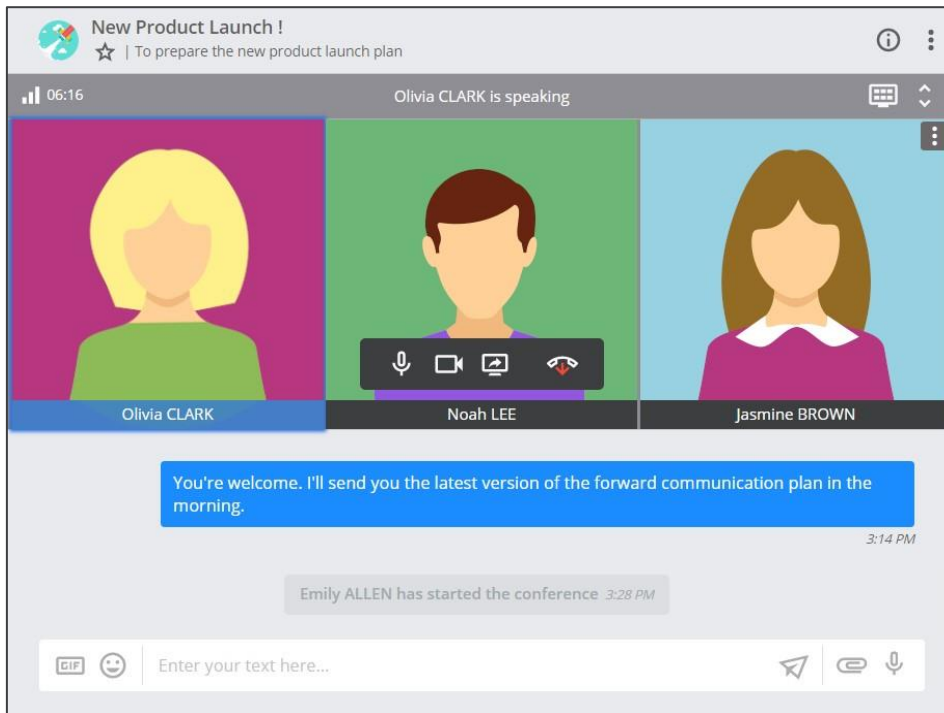 New Product Launch !
| To prepare the new product launch plan
06:16
Olivia CLARK is speaking
Olivia CLARK
Noah LEE
Jasmine BROWN
You're welcome. I'll send you the latest version of the forward communication plan in the
morning.
3:14 PM
Emily ALLEN has started the conference 3:28 PM
GIF
Enter your text here...